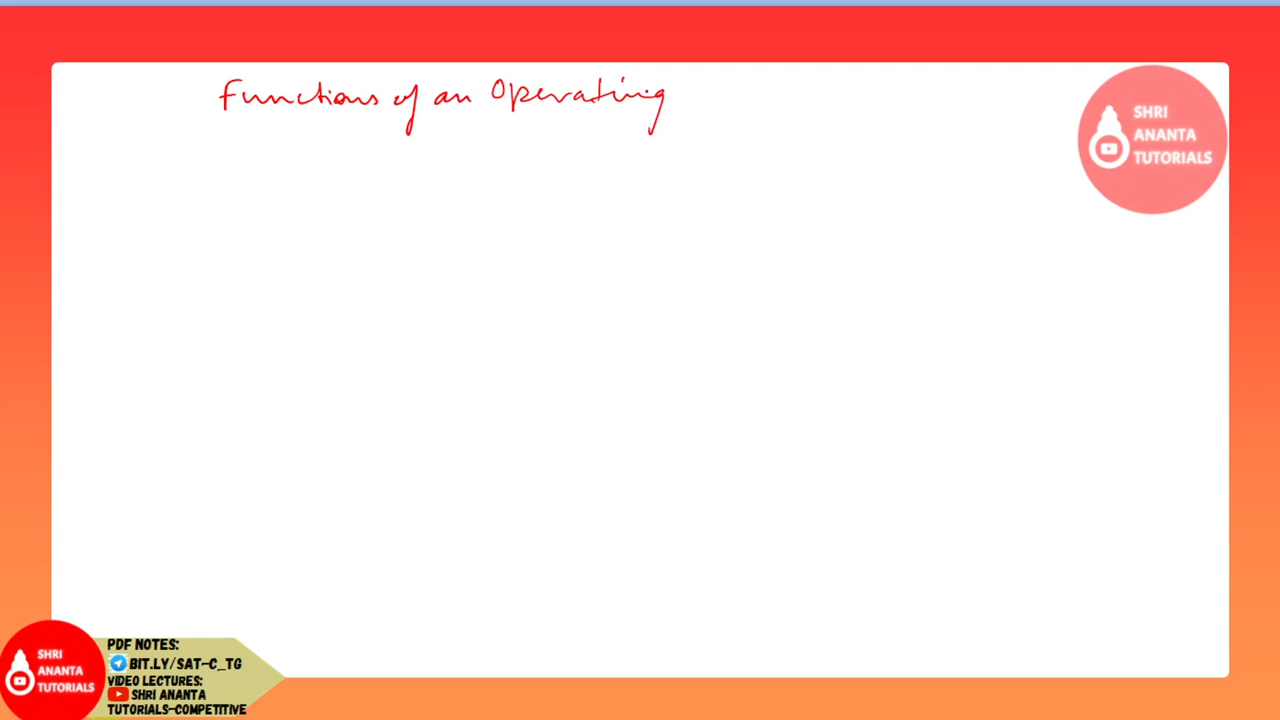 Functions of an Operating
SHRI
ANANTA
TUTORIALS
SHRI
ANANTA
TUTORIALS
PDF NOTES:
BIT.LY/SAT-C_TG
VIDEO LECTURES:
SHRI ANANTA
TUTORIALS-COMPETITIVE